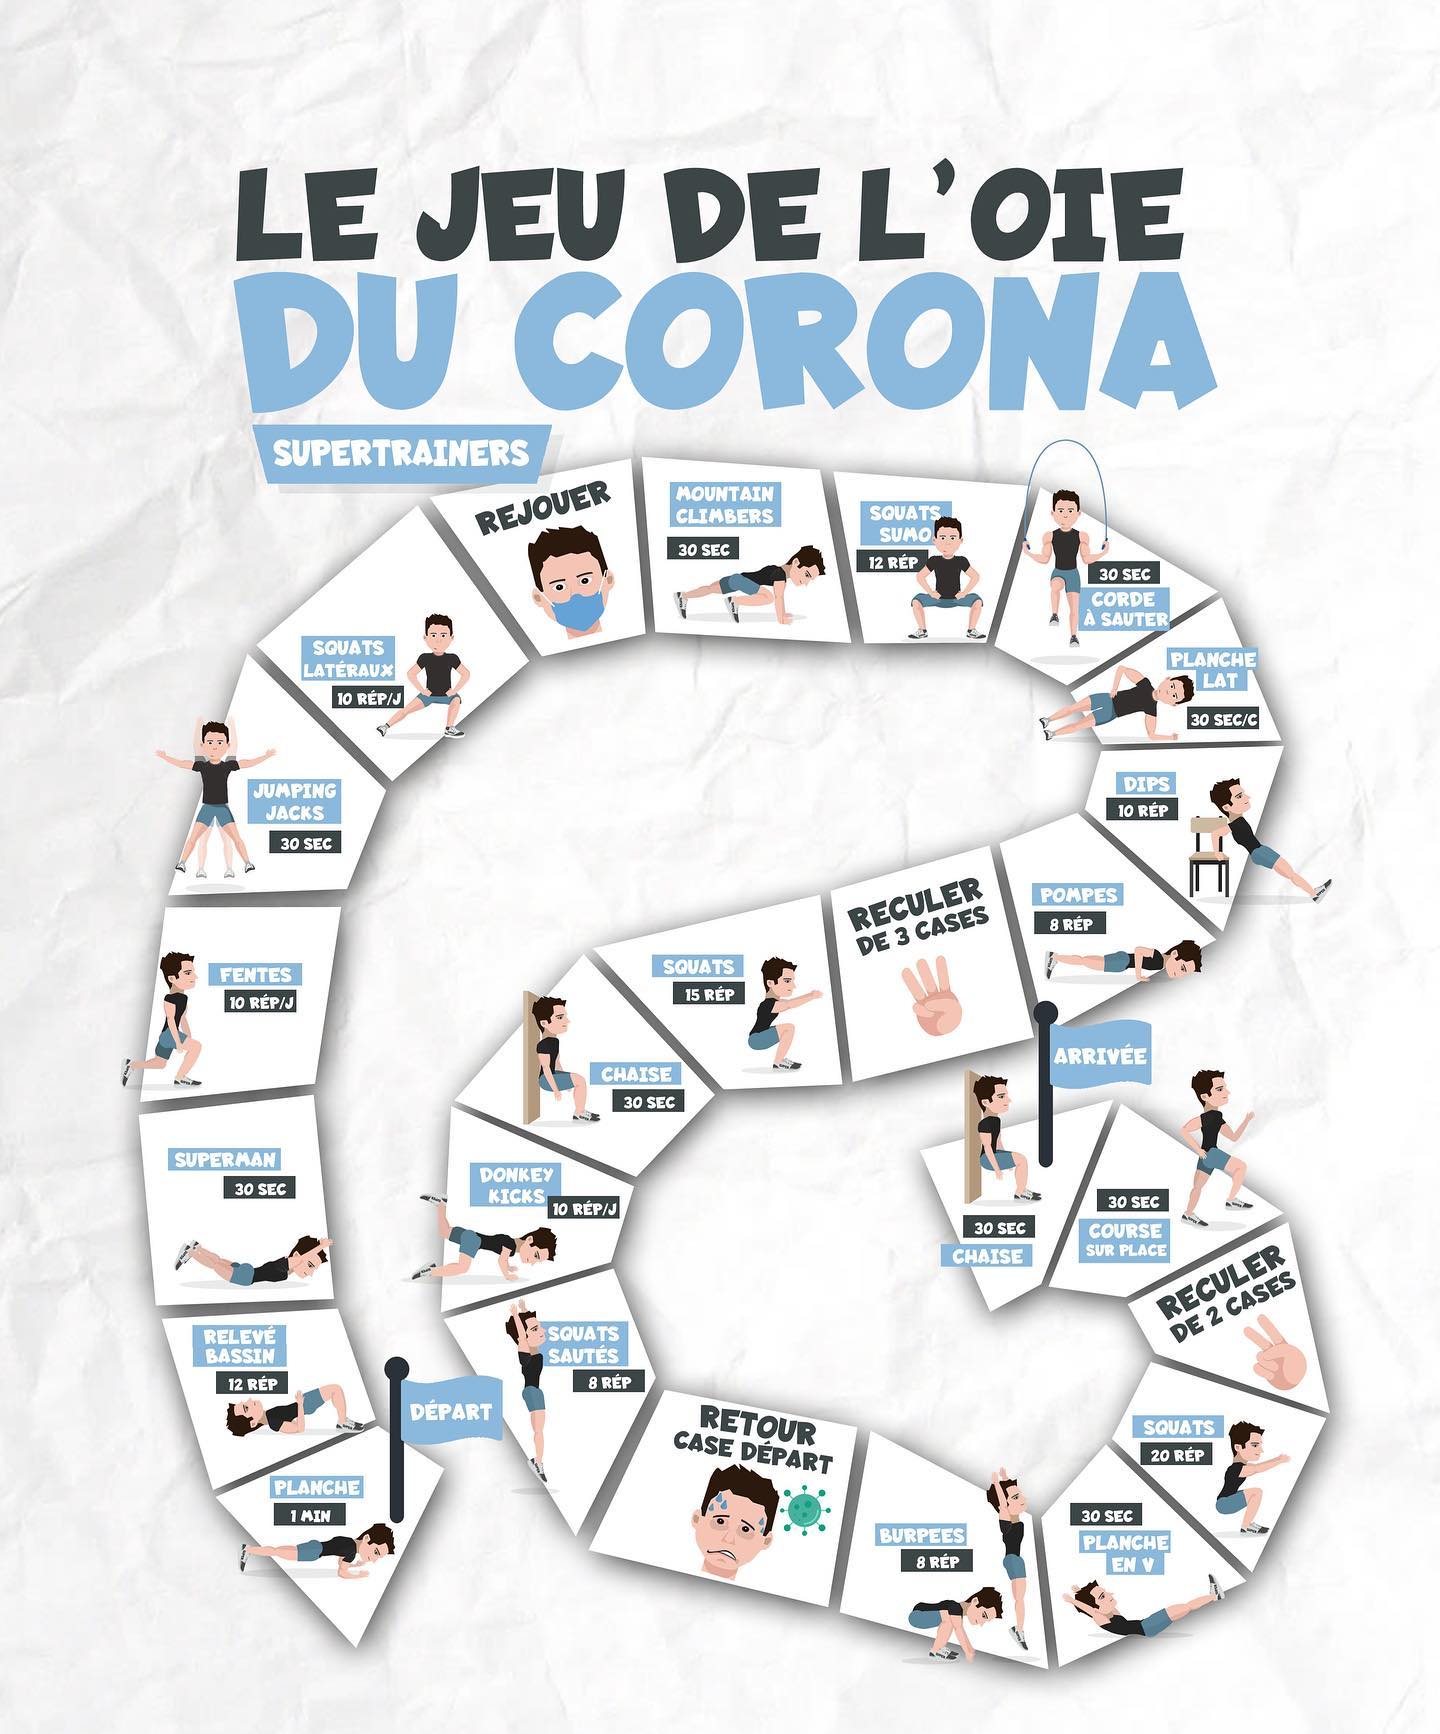 LE JEU DE L'OIE
DU CORONA
SUPERTRAINERS
DÉPART
PLANCHE
1 MIN
RELEVÉ
BASSIN
12 RÉP
SUPERMAN
30 SEC
FENTES
10 RÉP/J
JUMPING
JACKS
30 SEC
SQUATS
LATÉRAUX
10 RÉP/J
REJOUER
MOUNTAIN
CLIMBERS
30 SEC
SQUATS
SUMO
12 RÉP
30 SEC
CORDE
À SAUTER
PLANCHE
LAT
30 SEC/C
DIPS
10 RÉP
POMPES
8 RÉP
RECULER
DE 3 CASES
SQUATS
15 RÉP
CHAISE
30 SEC
DONKEY
KICKS
10 RÉP/J
SQUATS
SAUTÉS
8 RÉP
RETOUR
CASE DÉPART
BURPEES
8 RÉP
30 SEC
PLANCHE
EN V
SQUATS
20 RÉP
RECULER
DE 2 CASES
30 SEC
COURSE
SUR PLACE
30 SEC
CHAISE
ARRIVÉE